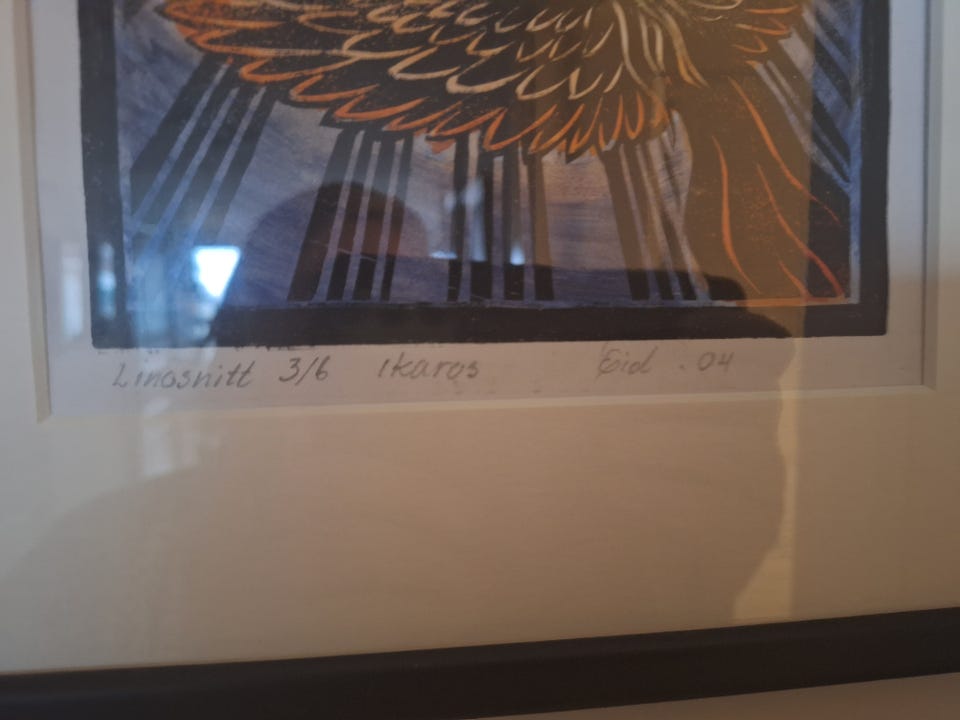 Linosnitt 3/6 Ikaros Eid .04